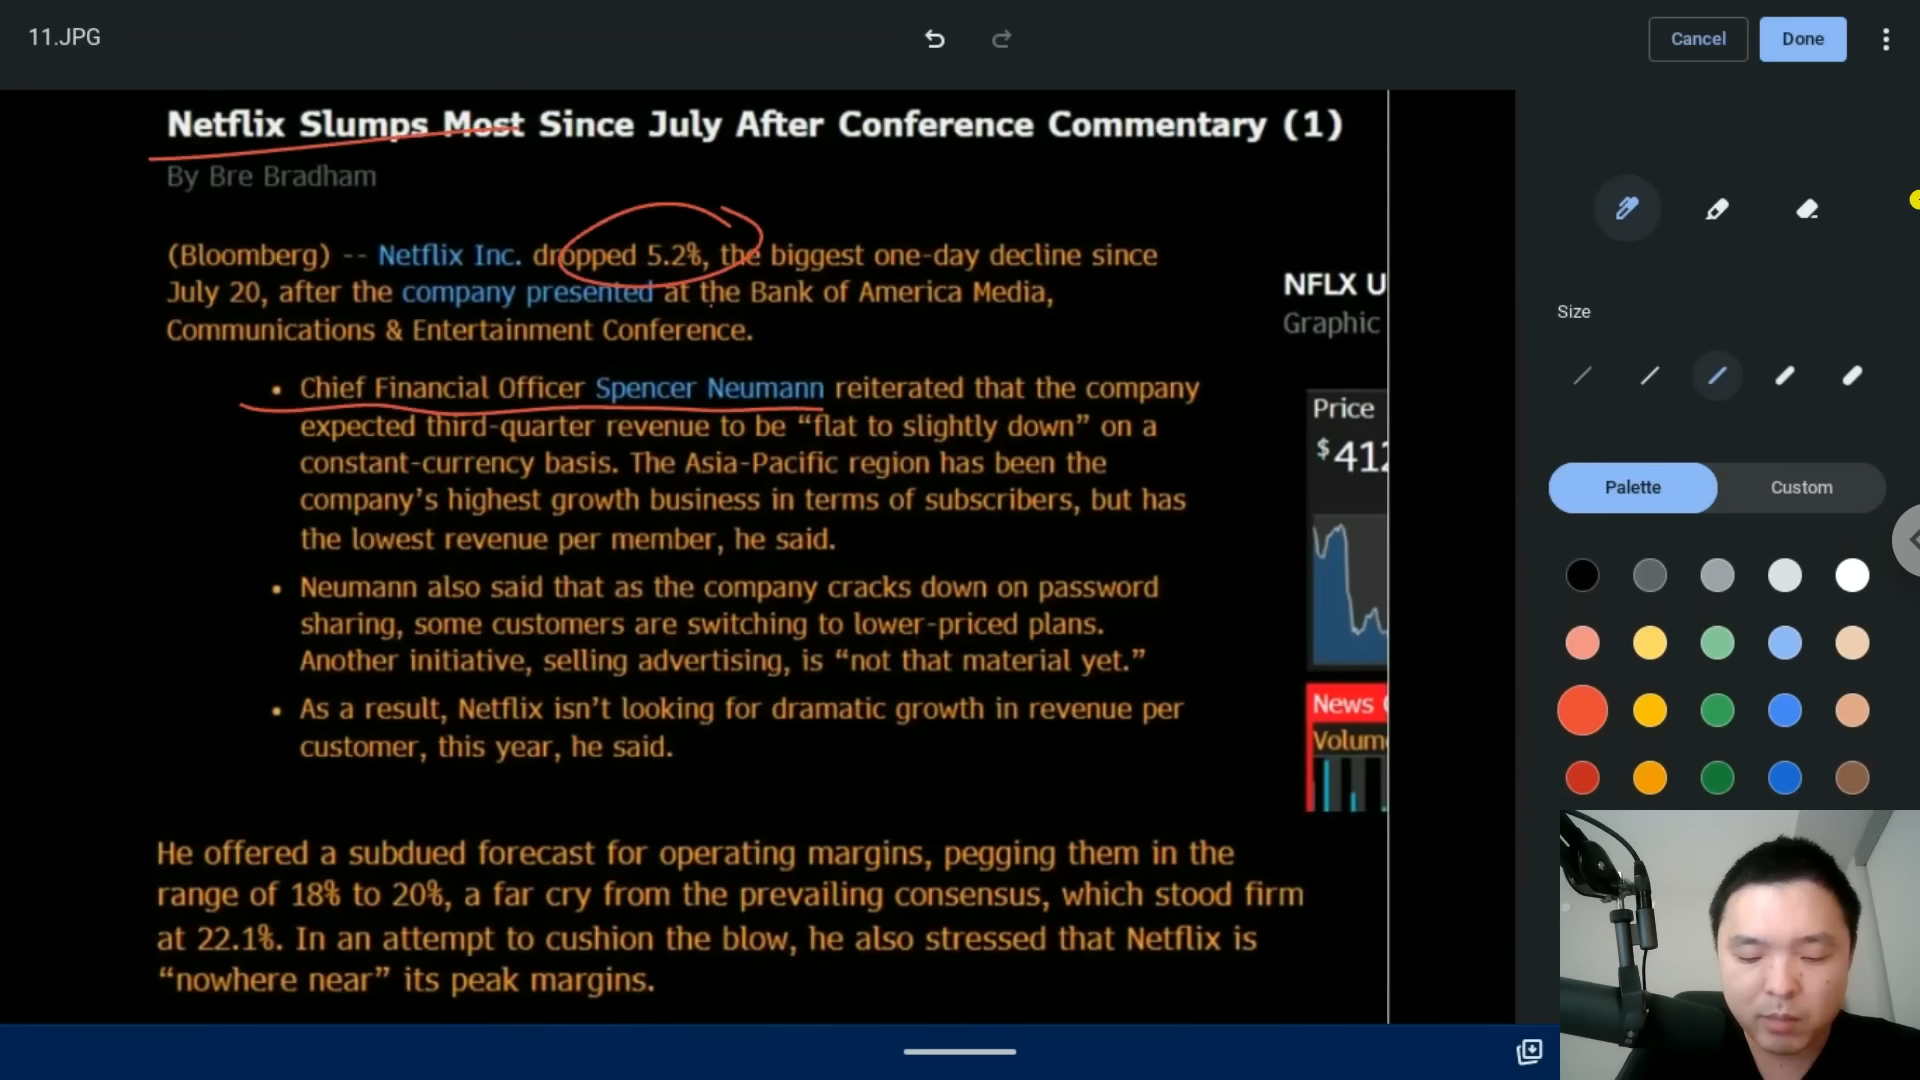 11.JPG
Cancel
Done
Netflix Slumps Most Since July After Conference Commentary (1)
By Bre Bradham
(Bloomberg) -- Netflix Inc. dropped 5.2%, the biggest one-day decline since
July 20, after the company presented at the Bank of America Media,
Communications & Entertainment Conference.
• Chief Financial Officer Spencer Neumann reiterated that the company
expected third-quarter revenue to be “flat to slightly down” on a
constant-currency basis. The Asia-Pacific region has been the
company’s highest growth business in terms of subscribers, but has
the lowest revenue per member, he said.
• Neumann also said that as the company cracks down on password
sharing, some customers are switching to lower-priced plans.
Another initiative, selling advertising, is “not that material yet.”
• As a result, Netflix isn’t looking for dramatic growth in revenue per
customer, this year, he said.
He offered a subdued forecast for operating margins, pegging them in the
range of 18% to 20%, a far cry from the prevailing consensus, which stood firm
at 22.1%. In an attempt to cushion the blow, he also stressed that Netflix is
“nowhere near” its peak margins.
NFLX U
Graphic
Price
$412
News
Volum
Size
Palette
Custom